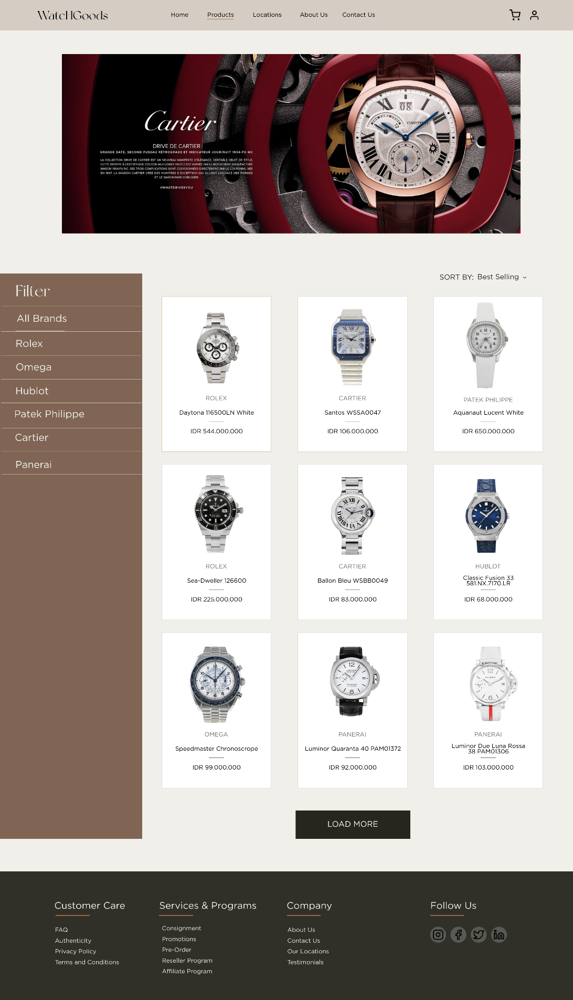 WatcHGoods
Home Products Locations About Us Contact Us
Cartier
DRIVE DE CARTIER
GRANDE DATE, SECOND FUSEAU RÉTROGRADE ET INDICATEUR JOUR/NUIT 1904-FU MC
LA COLLECTION DRIVE DE CARTIER EST UN NOUVEAU MANIFESTE D'ÉLÉGANCE. VÉRITABLE OBJET DE STYLE,
CETTE MONTRE À L'ESTHÉTIQUE COUSSIN AUX LIGNES RACÉES EST ANIMÉE PAR LE MOUVEMENT MANUFACTURE
MAISON 1904-FU MC, SES TROIS COMPLICATIONS SONT COORDONNÉES DIRECTEMENT PAR LA COURONNE. NÉE
EN 1847, LA MAISON CARTIER CRÉE DES MONTRES D'EXCEPTION QUI ALLIENT L'AUDACE DES FORMES
ET LE SAVOIR-FAIRE HORLOGER.
#WHATDRIVESYOU
08
12
CARTIER
SWISS MADE
SORT BY: Best Selling
Filter
All Brands
Rolex
Omega
Hublot
Patek Philippe
Cartier
Panerai
ROLEX
Daytona 116500LN White
IDR 544.000.000
CARTIER
Santos WSSA0047
IDR 106.000.000
PATEK PHILIPPE
Aquanaut Lucent White
IDR 650.000.000
ROLEX
Sea-Dweller 126600
IDR 225.000.000
CARTIER
Ballon Bleu WSBB0049
IDR 83.000.000
HUBLOT
Classic Fusion 33
581.NX.7170.LR
IDR 68.000.000
OMEGA
Speedmaster Chronoscrope
IDR 99.000.000
PANERAI
Luminor Quaranta 40 PAM01372
IDR 92.000.000
PANERAI
Luminor Due Luna Rossa
38 PAM01306
IDR 103.000.000
LOAD MORE
Customer Care
FAQ
Authenticity
Privacy Policy
Terms and Conditions
Services & Programs
Consignment
Promotions
Pre-Order
Reseller Program
Affiliate Program
Company
About Us
Contact Us
Our Locations
Testimonials
Follow Us